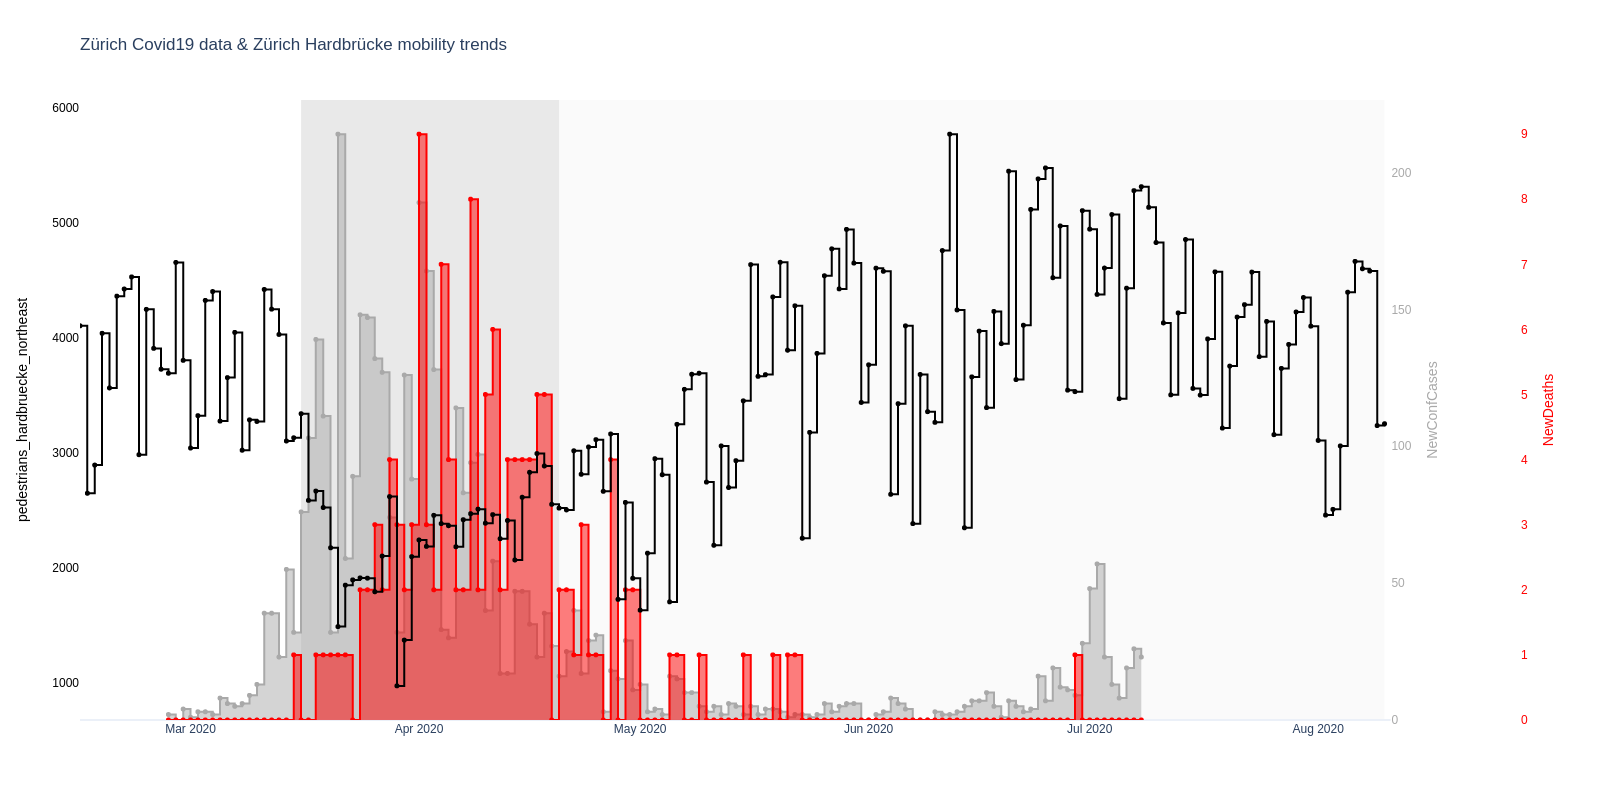 Zürich Covid19 data & Zürich Hardbrücke mobility trends
6000
5000
4000
3000
2000
1000
pedestrians_hardbruecke_northeast
Mar 2020
Apr 2020
May 2020
Jun 2020
Jul 2020
Aug 2020
200
150
100
50
0
NewConfCases
9
8
7
6
5
4
3
2
1
0
NewDeaths